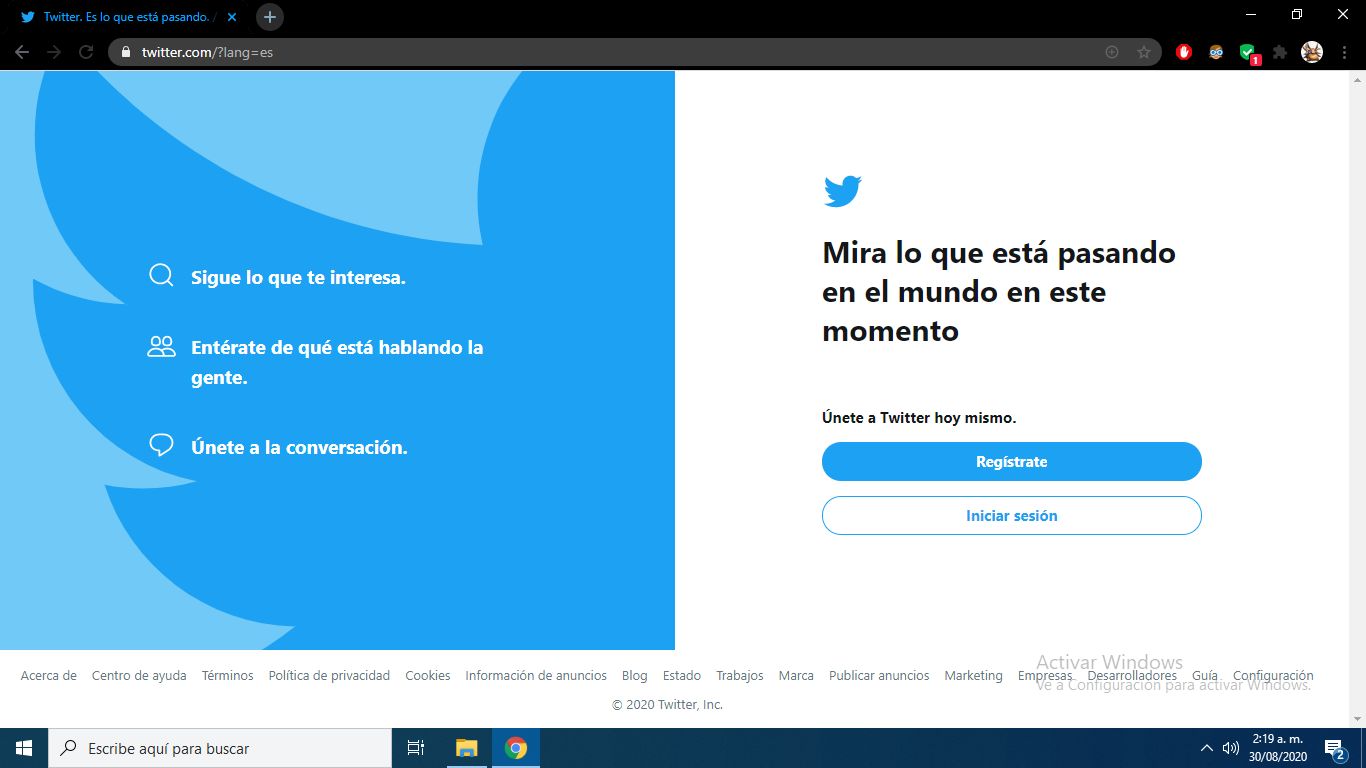 Twitter. Es lo que está pasando. /
twitter.com/?lang=es
1
Sigue lo que te interesa.
Entérate de qué está hablando la
gente.
Únete a la conversación.
Mira lo que está pasando
en el mundo en este
momento
Únete a Twitter hoy mismo.
Regístrate
Iniciar sesión
Acerca de Centro de ayuda Términos Política de privacidad Cookies Información de anuncios Blog Estado Trabajos Marca Publicar anuncios Marketing Empresas Desarrolladores Guía Configuración
© 2020 Twitter, Inc.
Activar Windows
Ve a Configuración para activar Windows.
Escribe aquí para buscar
2:19 a. m.
30/08/2020
2